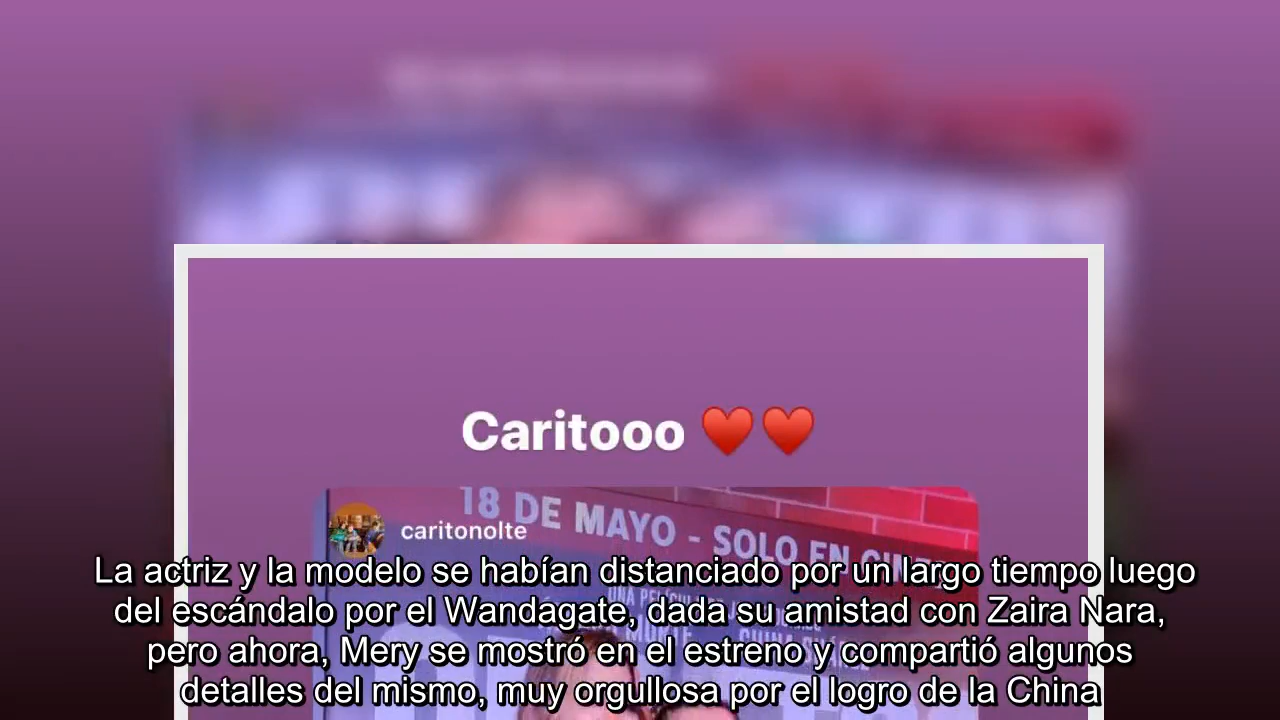 Caritooo ❤️❤️
18 DE MAYO - SOLO EN CINES
caritonolte
La actriz y la modelo se habían distanciado por un largo tiempo luego
del escándalo por el Wandagate, dada su amistad con Zaira Nara,
pero ahora, Mery se mostró en el estreno y compartió algunos
detalles del mismo, muy orgullosa por el logro de la China